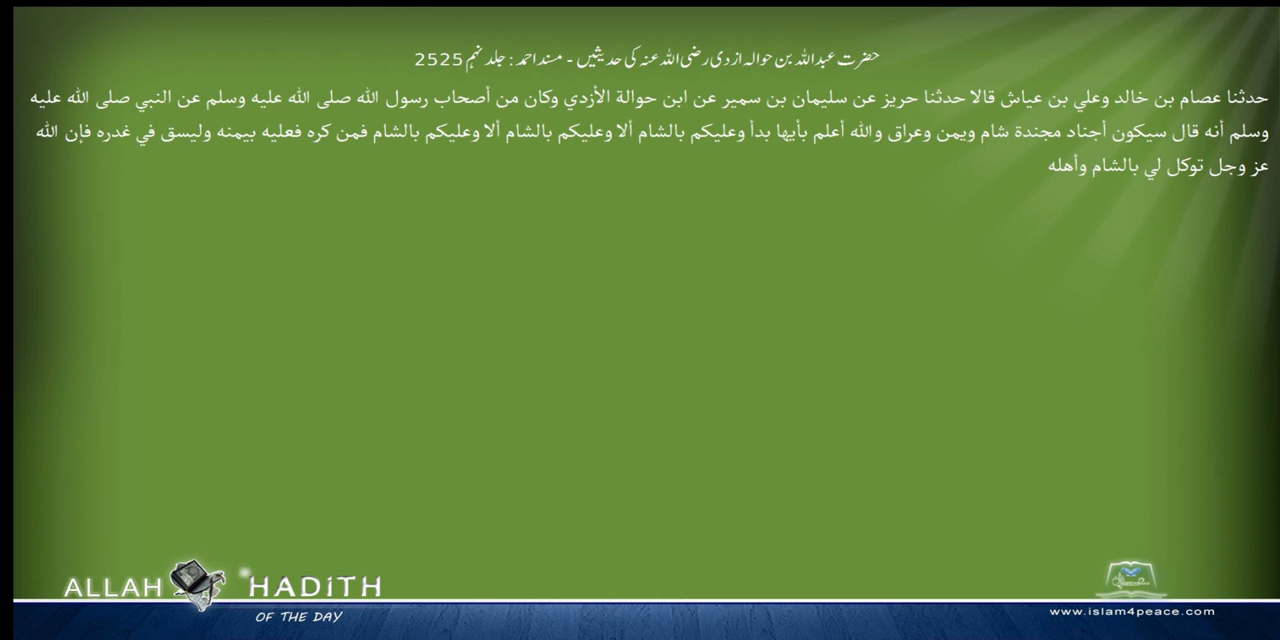 حضرت عبداللہ بن حوالہ ازدی رضی اللہ عنہ کی حدیثیں - مسند احمد : جلد نہم 2525
حدثنا عصام بن خالد وعلي بن عياش قالا حدثنا حريز عن سليمان بن سمير عن ابن حوالة الأزدي وكان من أصحاب رسول الله صلى الله عليه وسلم عن النبي صلى الله عليه
وسلم أنه قال سيكون أجناد مجندة شام ويمن وعراق والله أعلم بأيها بدأ وعليكم بالشام ألا وعليكم بالشام ألا وعليكم بالشام فمن كره فعليه بيمنه وليسق في غدره فإن الله
عز وجل توكل لي بالشام وأهله
ALLAH HADITH
OF THE DAY
www.islam4peace.com